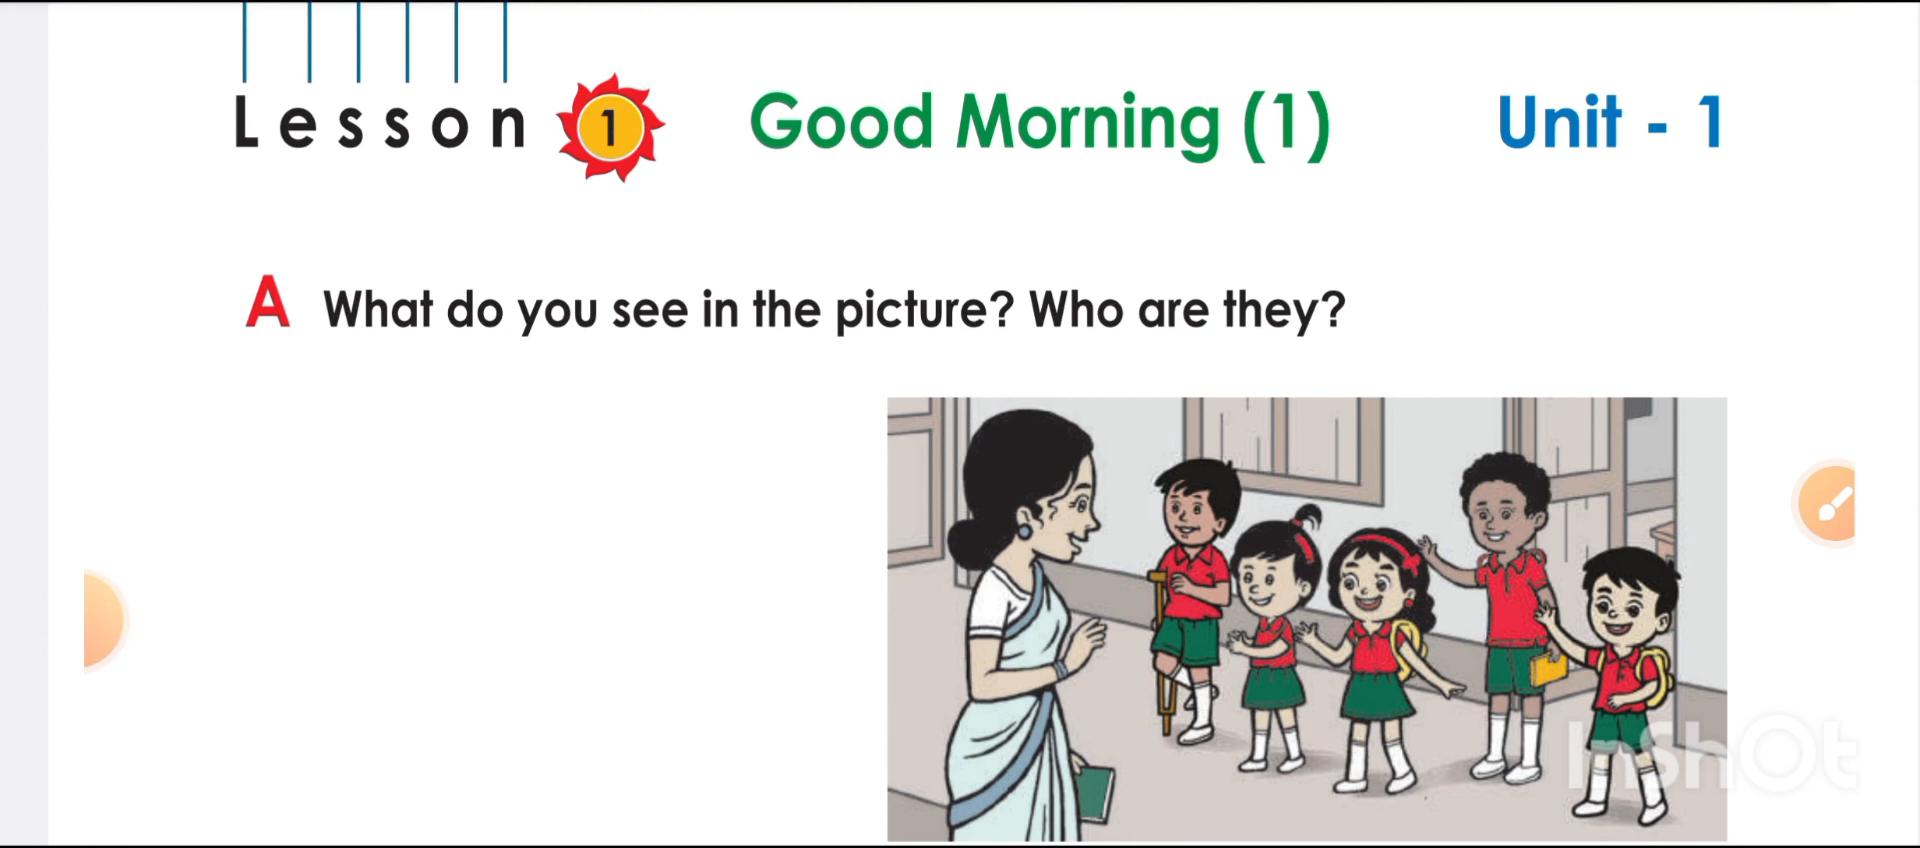 Lesson 1 Good Morning (1) Unit - 1
A What do you see in the picture? Who are they?
InShOt